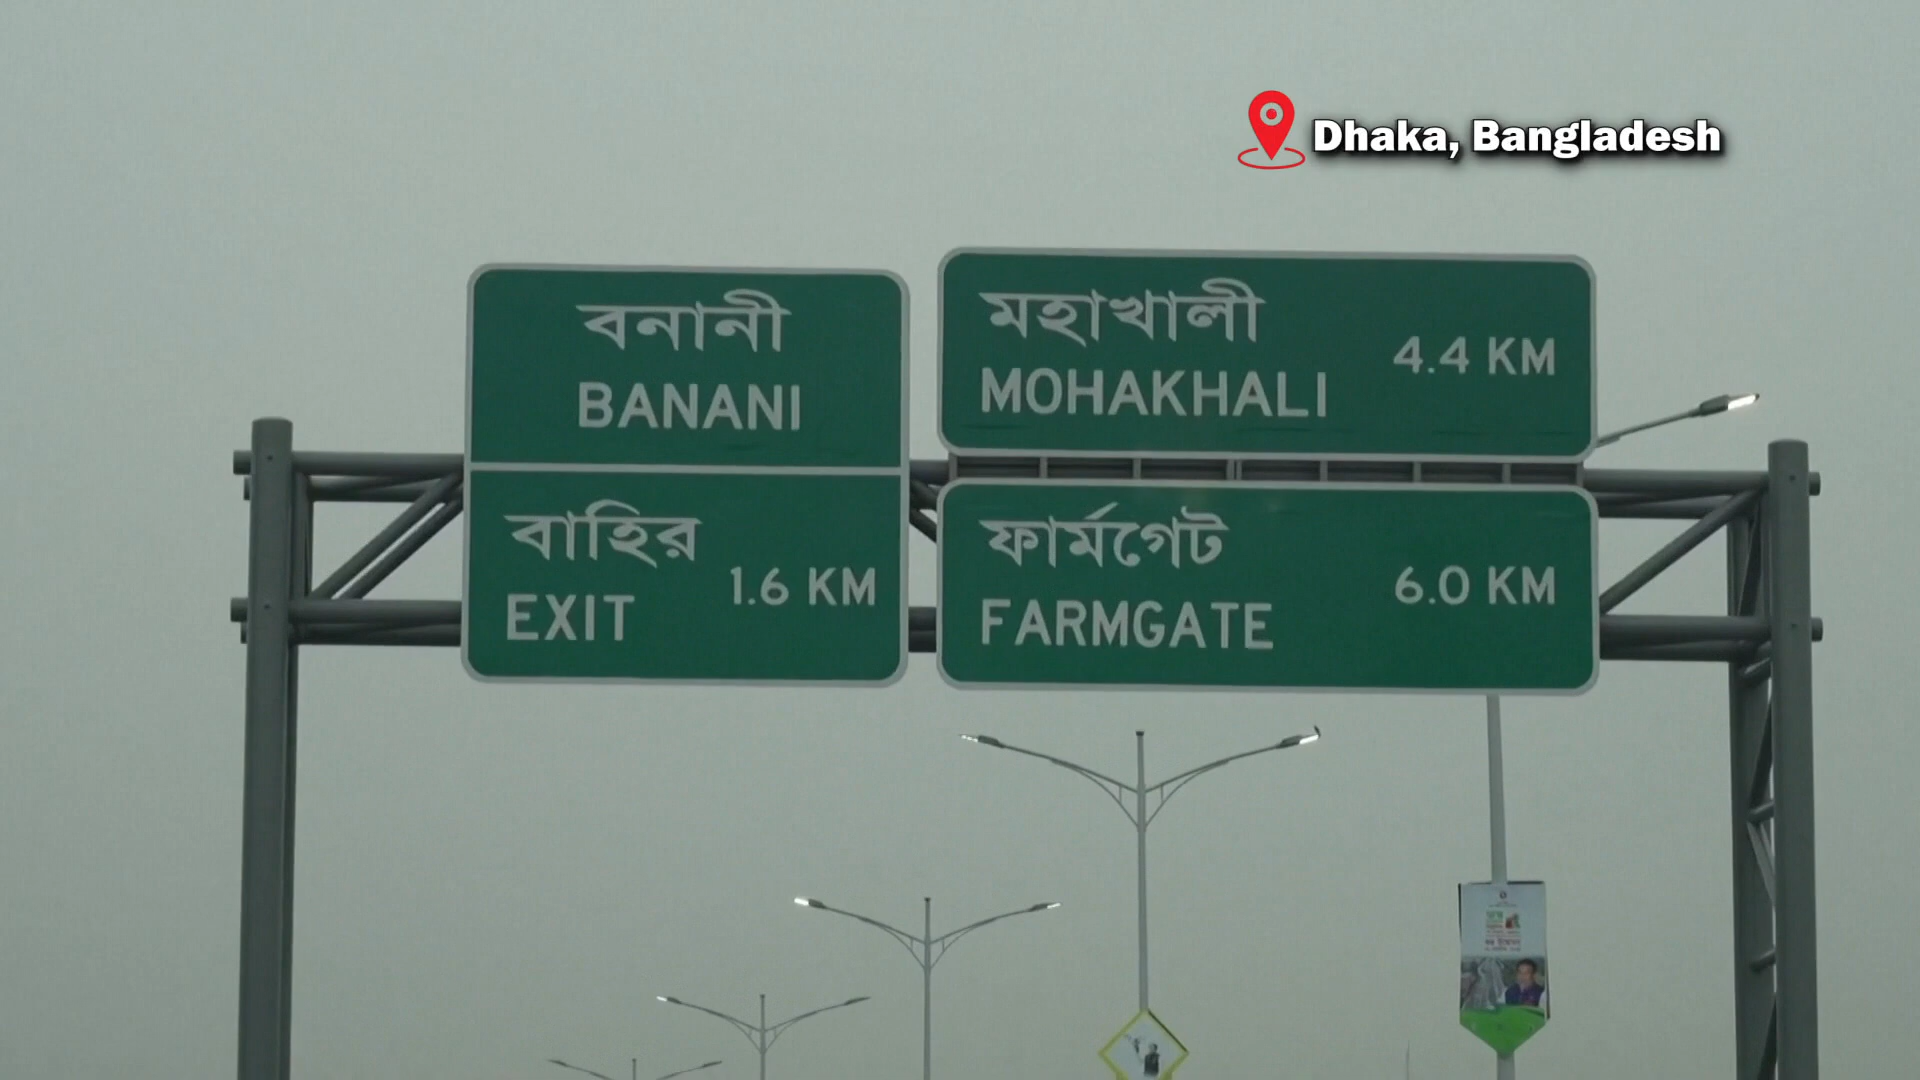 Dhaka, Bangladesh
বনানী
BANANI
বাহির
EXIT
1.6 KM
মহাখালী
MOHAKHALI
4.4 KM
ফার্মগেট
FARMGATE
6.0 KM